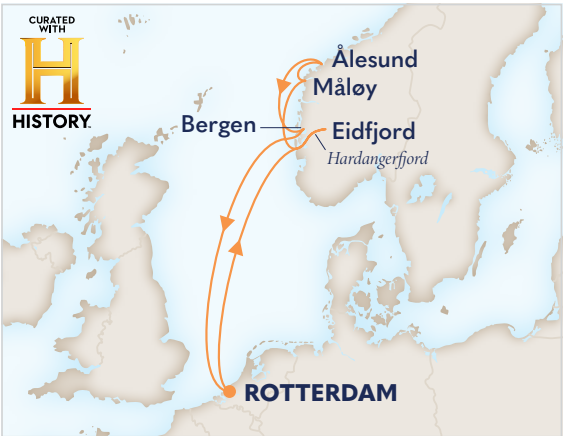 CURATED
WITH
H
HISTORY.
Ålesund
Måløy
Bergen
Eidfjord
Hardangerfjord
ROTTERDAM